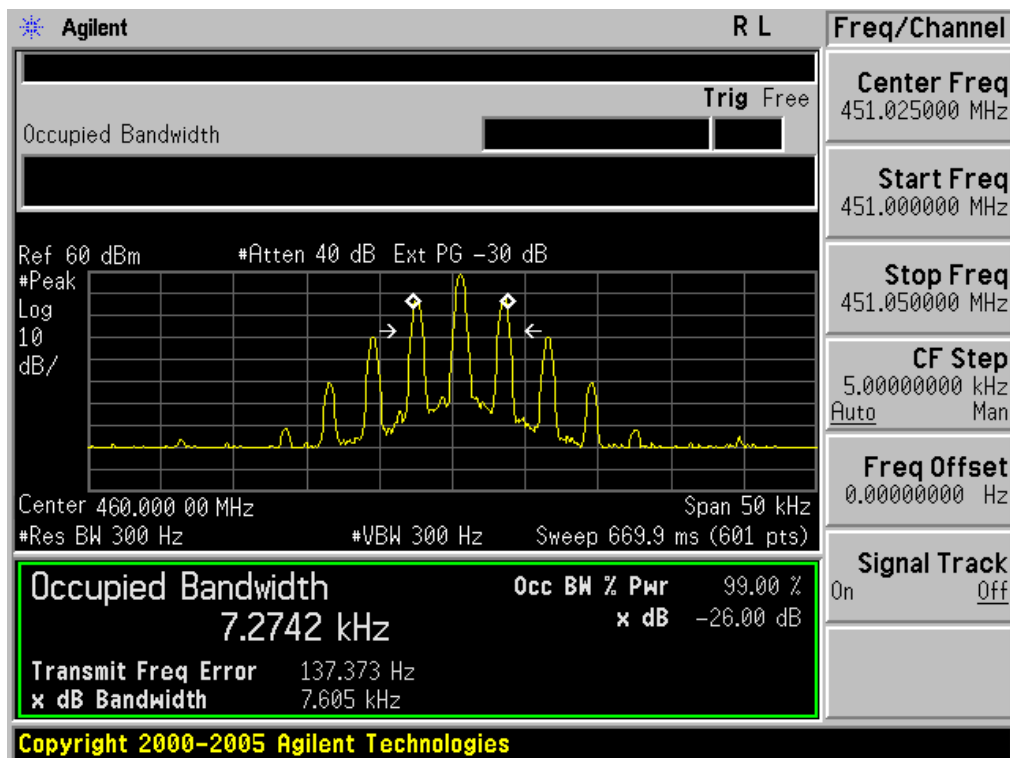 Agilent R L
Trig Free
Occupied Bandwidth
Ref 60 dBm #Atten 40 dB Ext PG -30 dB
#Peak
Log
10
dB/
Center 460.000 00 MHz Span 50 kHz
#Res BW 300 Hz #VBW 300 Hz Sweep 669.9 ms (601 pts)
Occupied Bandwidth Occ BW % Pwr 99.00 %
7.2742 kHz x dB -26.00 dB
Transmit Freq Error 137.373 Hz
x dB Bandwidth 7.605 kHz
Copyright 2000-2005 Agilent Technologies
Freq/Channel
Center Freq
451.025000 MHz
Start Freq
451.000000 MHz
Stop Freq
451.050000 MHz
CF Step
5.00000000 kHz
Auto Man
Freq Offset
0.00000000 Hz
Signal Track
On Off